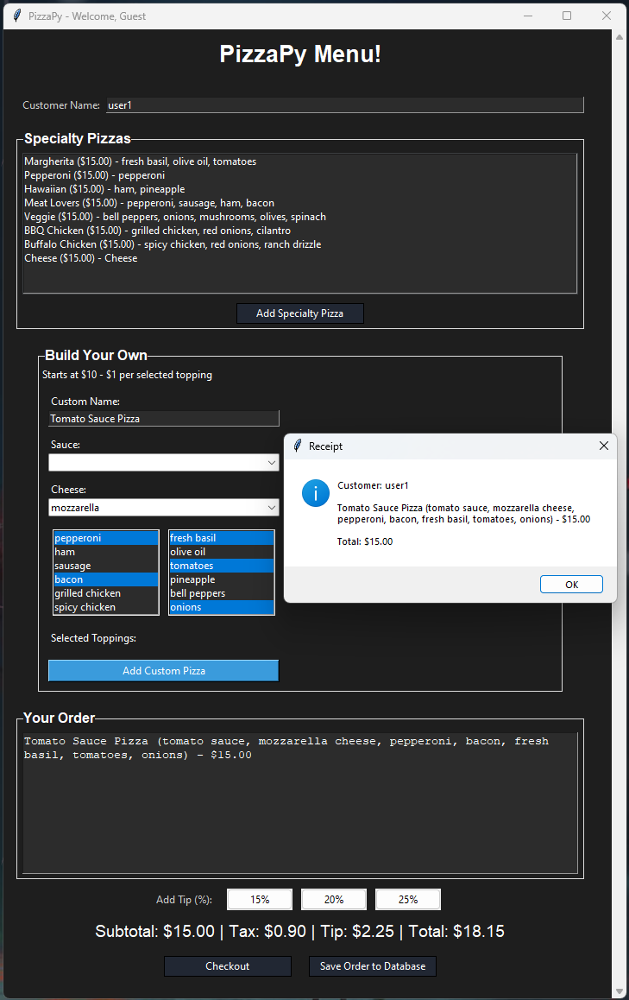 PizzaPy - Welcome, Guest
PizzaPy Menu!
Customer Name: user1
Specialty Pizzas
Margherita ($15.00) - fresh basil, olive oil, tomatoes
Pepperoni ($15.00) - pepperoni
Hawaiian ($15.00) - ham, pineapple
Meat Lovers ($15.00) - pepperoni, sausage, ham, bacon
Veggie ($15.00) - bell peppers, onions, mushrooms, olives, spinach
BBQ Chicken ($15.00) - grilled chicken, red onions, cilantro
Buffalo Chicken ($15.00) - spicy chicken, red onions, ranch drizzle
Cheese ($15.00) - Cheese
Add Specialty Pizza
Build Your Own
Starts at $10 - $1 per selected topping
Custom Name:
Tomato Sauce Pizza
Sauce:
Cheese:
mozzarella
pepperoni
ham
sausage
bacon
grilled chicken
spicy chicken
fresh basil
olive oil
tomatoes
pineapple
bell peppers
onions
Selected Toppings:
Add Custom Pizza
Receipt
Customer: user1
Tomato Sauce Pizza (tomato sauce, mozzarella cheese,
pepperoni, bacon, fresh basil, tomatoes, onions) - $15.00
Total: $15.00
OK
Your Order
Tomato Sauce Pizza (tomato sauce, mozzarella cheese, pepperoni, bacon, fresh
basil, tomatoes, onions) - $15.00
Add Tip (%): 15% 20% 25%
Subtotal: $15.00 | Tax: $0.90 | Tip: $2.25 | Total: $18.15
Checkout Save Order to Database